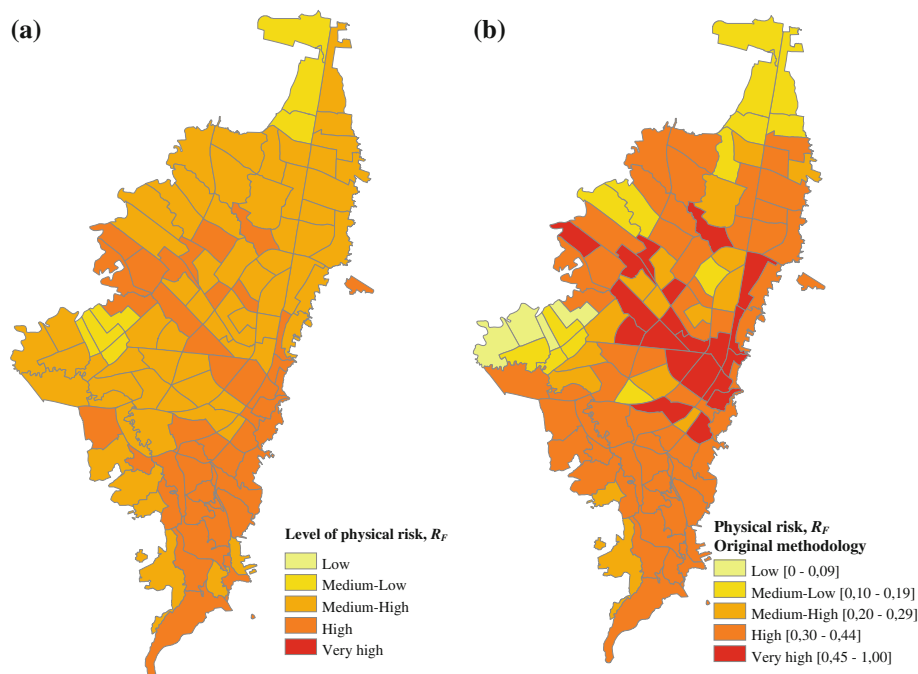 (a)
Level of physical risk, RF
Low
Medium-Low
Medium-High
High
Very high
(b)
Physical risk, RF
Original methodology
Low [0 - 0,09]
Medium-Low [0,10 - 0,19]
Medium-High [0,20 - 0,29]
High [0,30 - 0,44]
Very high [0,45 - 1,00]